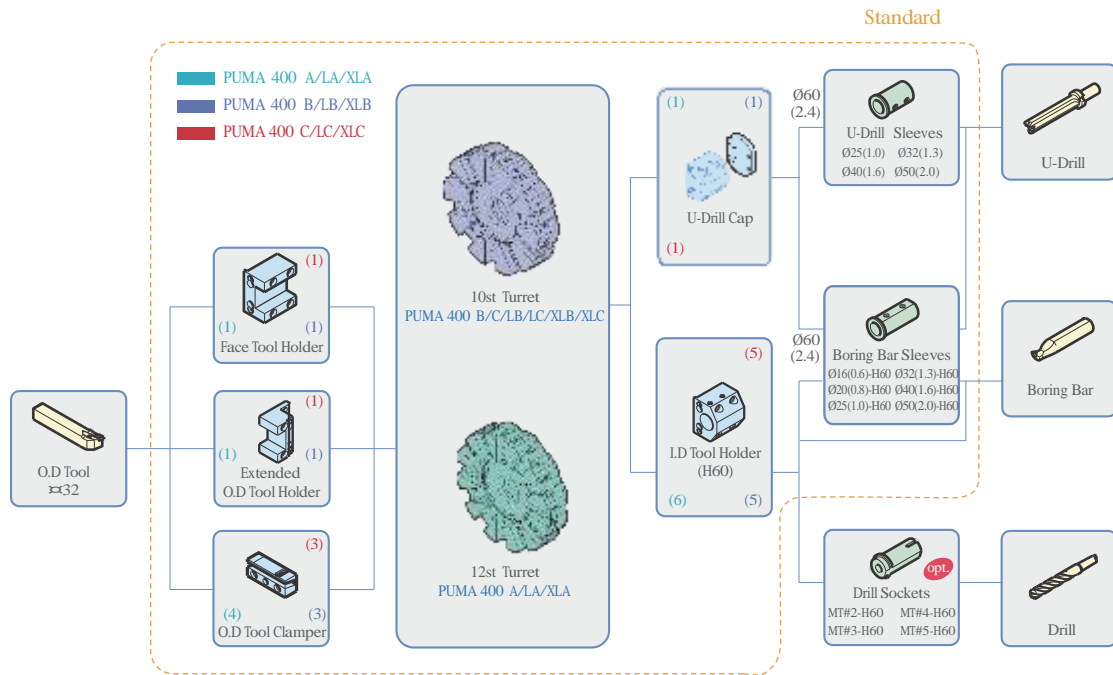 Standard
PUMA 400 A/LA/XLA
PUMA 400 B/LB/XLB
PUMA 400 C/LC/XLC
O.D Tool
¤32
(1)
(1)
(1)
Face Tool Holder
(1)
(1)
(1)
Extended
O.D Tool Holder
(3)
(4)
(3)
O.D Tool Clamper
10st Turret
PUMA 400 B/C/LB/LC/XLB/XLC
12st Turret
PUMA 400 A/LA/XLA
(1)
(1)
U-Drill Cap
(1)
(5)
I.D Tool Holder
(H60)
(6)
(5)
Ø60
(2.4)
U-Drill Sleeves
Ø25(1.0) Ø32(1.3)
Ø40(1.6) Ø50(2.0)
Ø60
(2.4)
Boring Bar Sleeves
Ø16(0.6)-H60 Ø32(1.3)-H60
Ø20(0.8)-H60 Ø40(1.6)-H60
Ø25(1.0)-H60 Ø50(2.0)-H60
opt.
Drill Sockets
MT#2-H60 MT#4-H60
MT#3-H60 MT#5-H60
U-Drill
Boring Bar
Drill